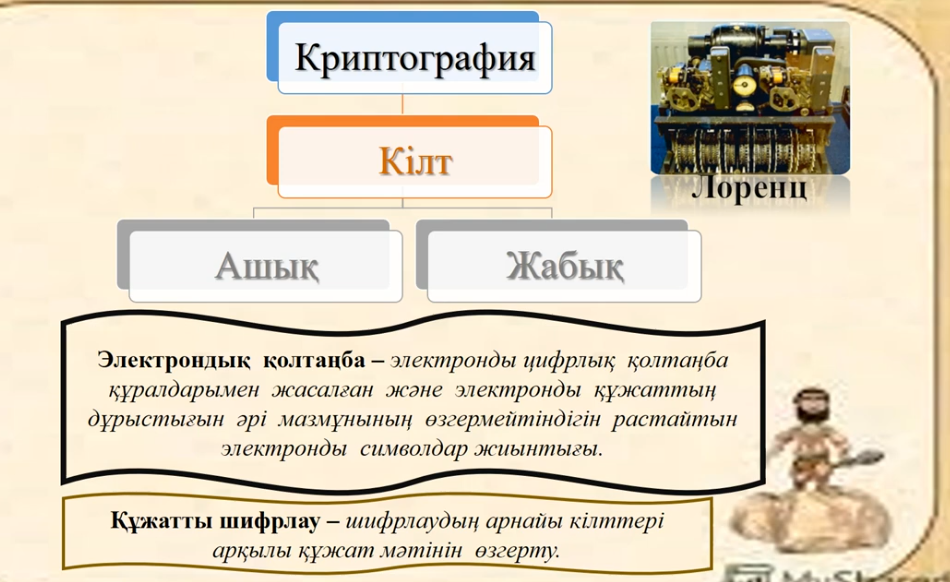 Криптография
Кілт
Лоренц
Ашық
Жабық
Электрондық қолтаңба – электронды цифрлық қолтаңба
құралдарымен жасалған және электронды құжаттың
дұрыстығын әрі мазмұнының өзгермейтіндігін растайтын
электронды символдар жиынтығы.
Құжатты шифрлау – шифрлаудың арнайы кілттері
арқылы құжат мәтінін өзгерту.